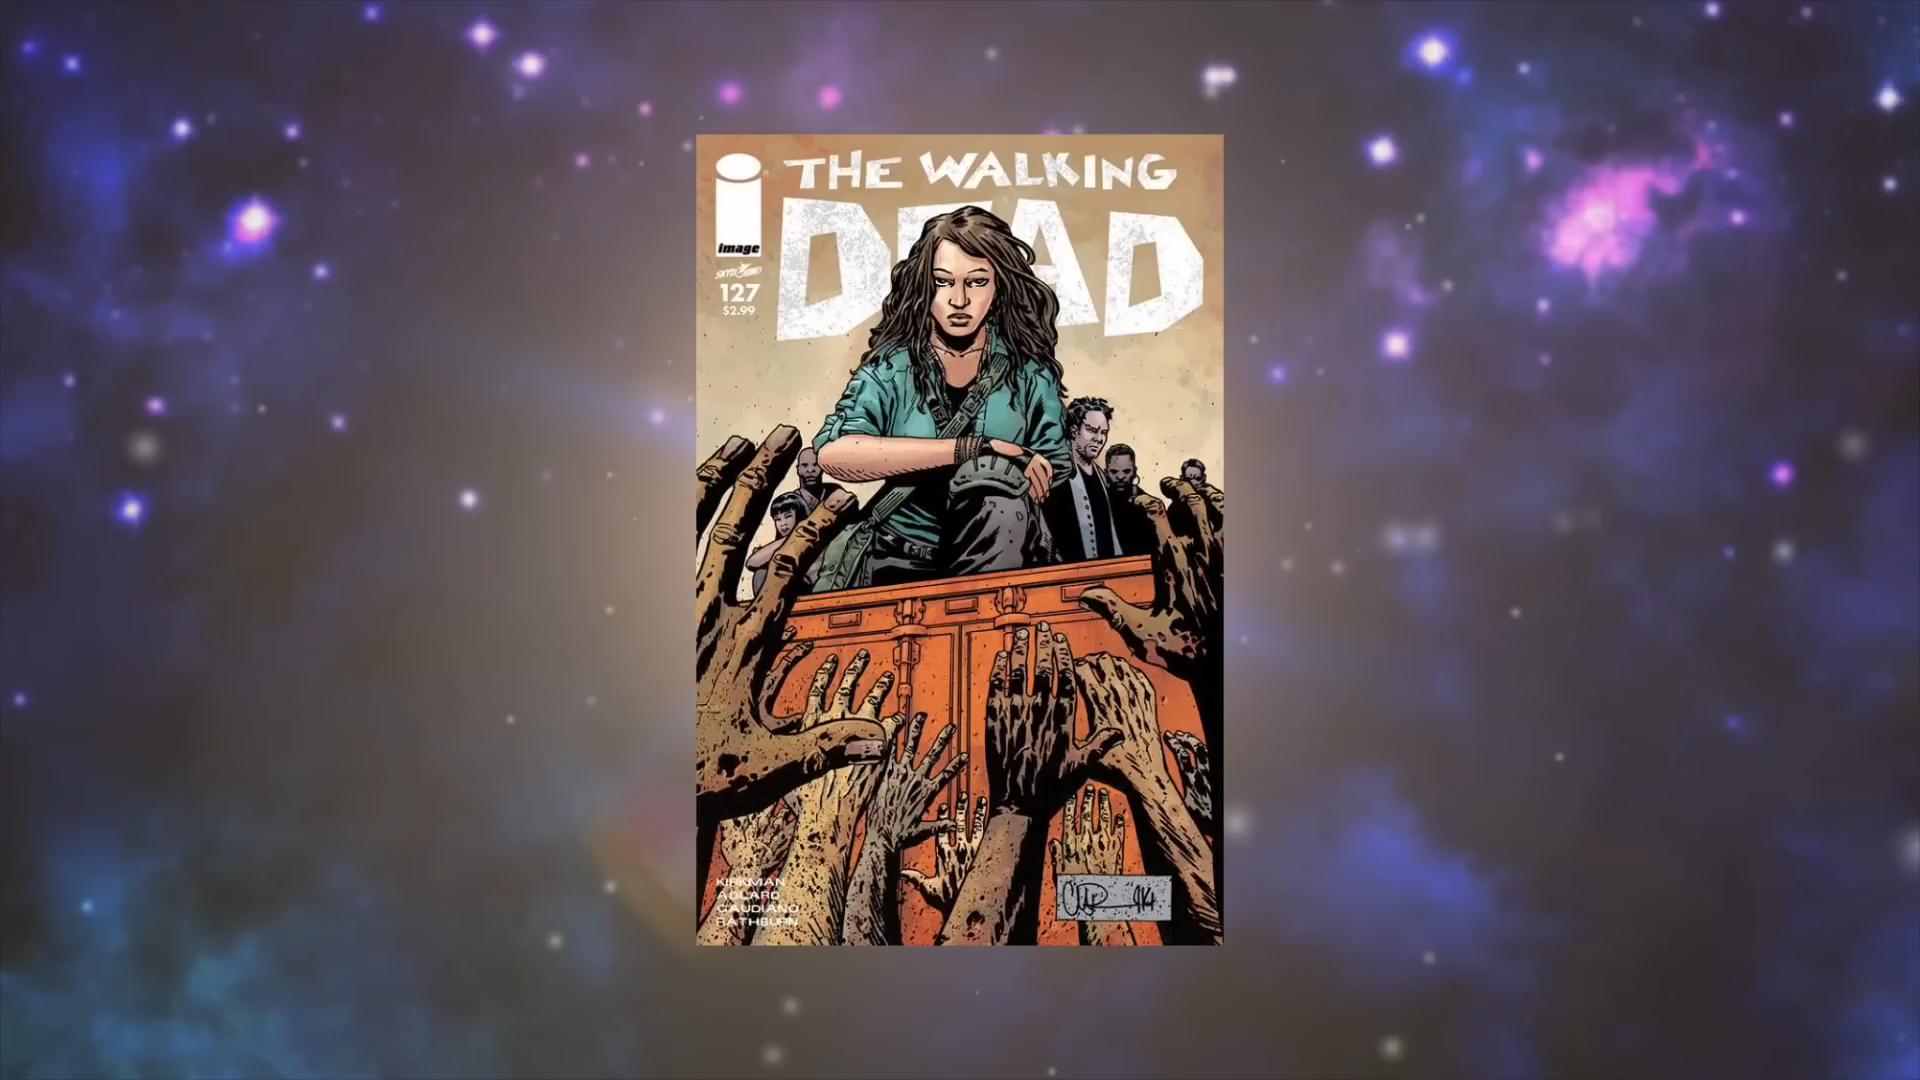 THE WALKING
DEAD
image
127
$2.99
KIRKMAN
ADLARD
GAUDIANO
RATHBURN